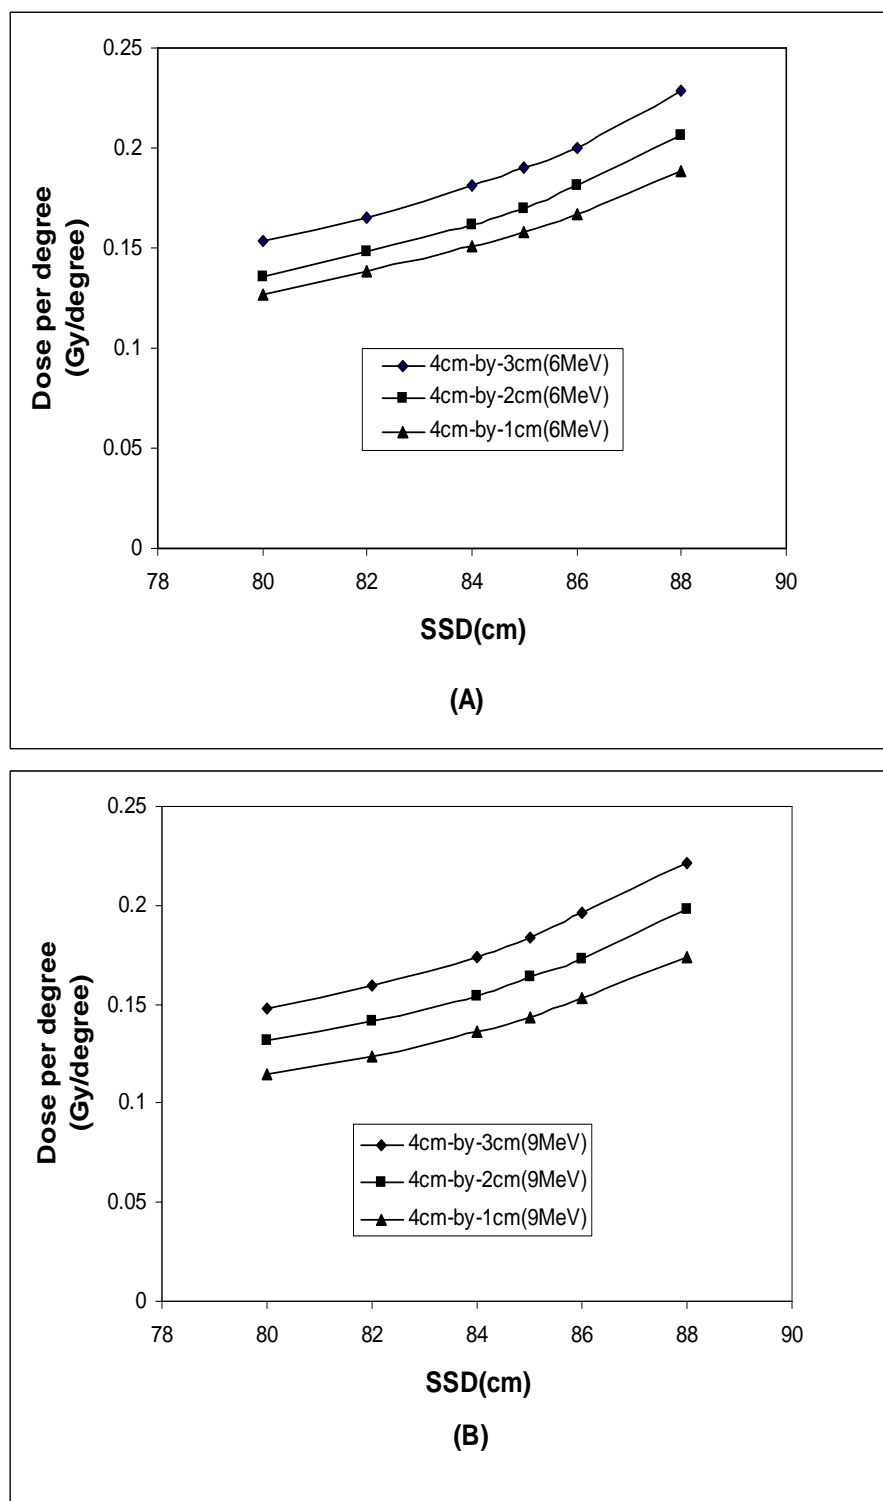 0.25
0.2
0.15
0.1
0.05
0
Dose per degree
(Gy/degree)
4cm-by-3cm(6MeV)
4cm-by-2cm(6MeV)
4cm-by-1cm(6MeV)
78 80 82 84 86 88 90
SSD(cm)
(A)
0.25
0.2
0.15
0.1
0.05
0
Dose per degree
(Gy/degree)
4cm-by-3cm(9MeV)
4cm-by-2cm(9MeV)
4cm-by-1cm(9MeV)
78 80 82 84 86 88 90
SSD(cm)
(B)